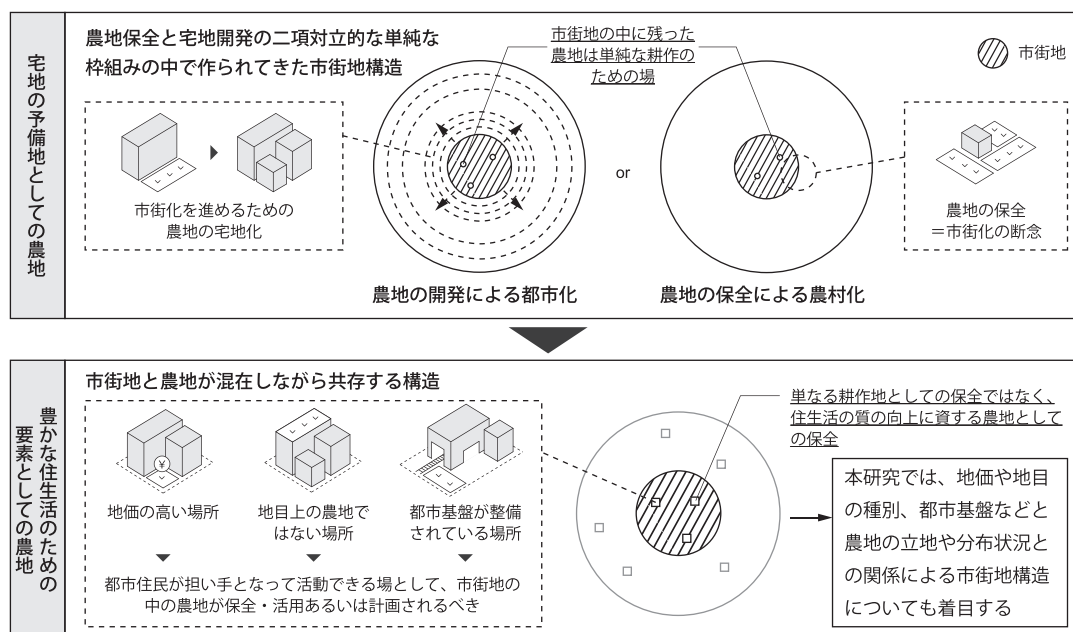 宅地の予備地としての農地
農地保全と宅地開発の二項対立的な単純な
枠組みの中で作られてきた市街地構造
市街地の中に残った
農地は単純な耕作の
ための場
市街地
市街化を進めるための
農地の宅地化
or
農地の保全
＝市街化の断念
農地の開発による都市化
農地の保全による農村化
豊かな住生活のための
要素としての農地
市街地と農地が混在しながら共存する構造
¥
地価の高い場所
地目上の農地で
はない場所
都市基盤が整備
されている場所
都市住民が担い手となって活動できる場として、市街地の
中の農地が保全・活用あるいは計画されるべき
単なる耕作地としての保全ではなく、
住生活の質の向上に資する農地として
の保全
本研究では、地価や地目
の種別、都市基盤などと
農地の立地や分布状況と
の関係による市街地構造
についても着目する